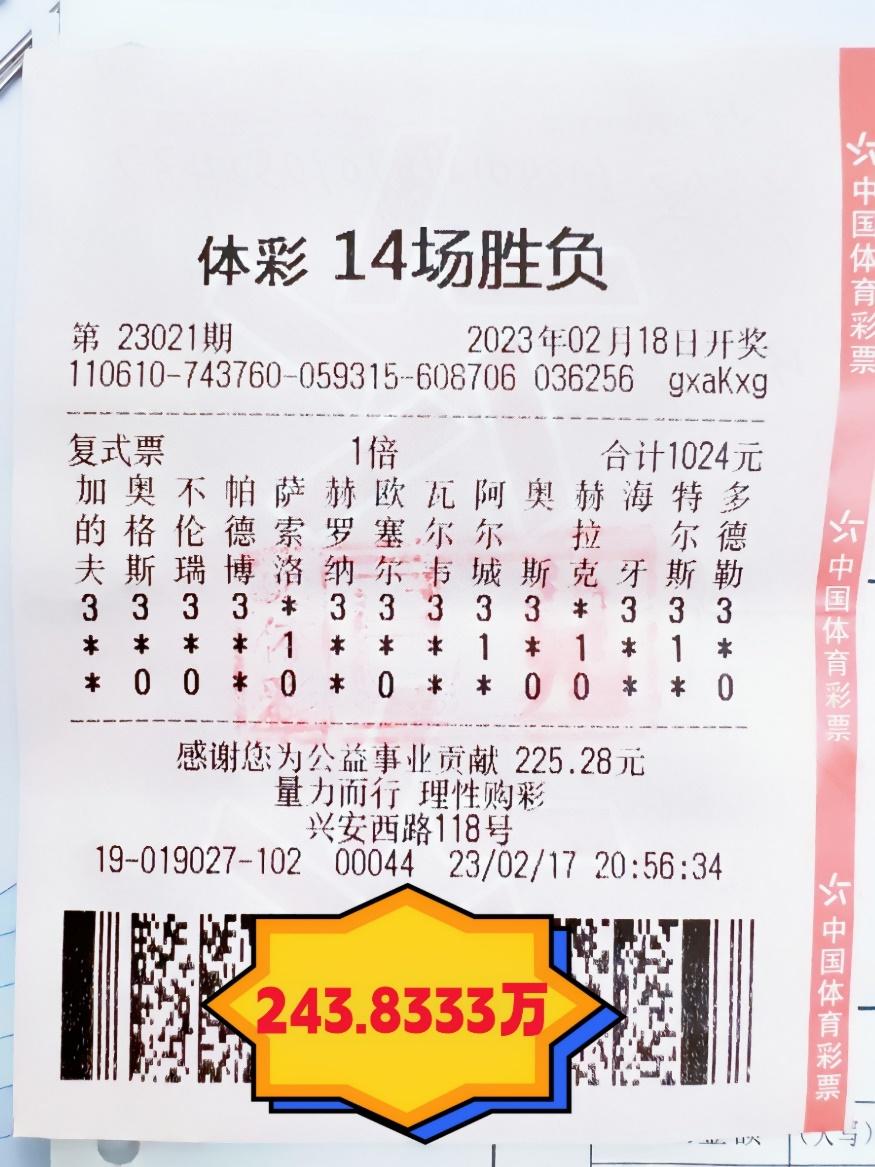 体彩 14场胜负
第 23021期 2023年02月18日开奖
110610-743760-059315-608706 036256 gxaKxg
复式票 1倍 合计1024元
加 奥 不 帕 萨 赫 欧 瓦 阿 奥 赫 海 特 多
的 格 伦 德 索 罗 塞 尔 尔 拉 尔 德
夫 斯 瑞 博 洛 纳 尔 韦 城 斯 克 牙 斯 勒
3 3 3 3 * 3 3 3 3 3 * 3 3 3
* * * * 1 * * * 1 * 1 * 1 *
* 0 0 * 0 * 0 * * 0 0 * * 0
感谢您为公益事业贡献 225.28元
量力而行 理性购彩
兴安西路118号
19-019027-102 00044 23/02/17 20:56:34
243.8333万
中国体育彩票
中国体育彩票
中国体育彩票
(大写)